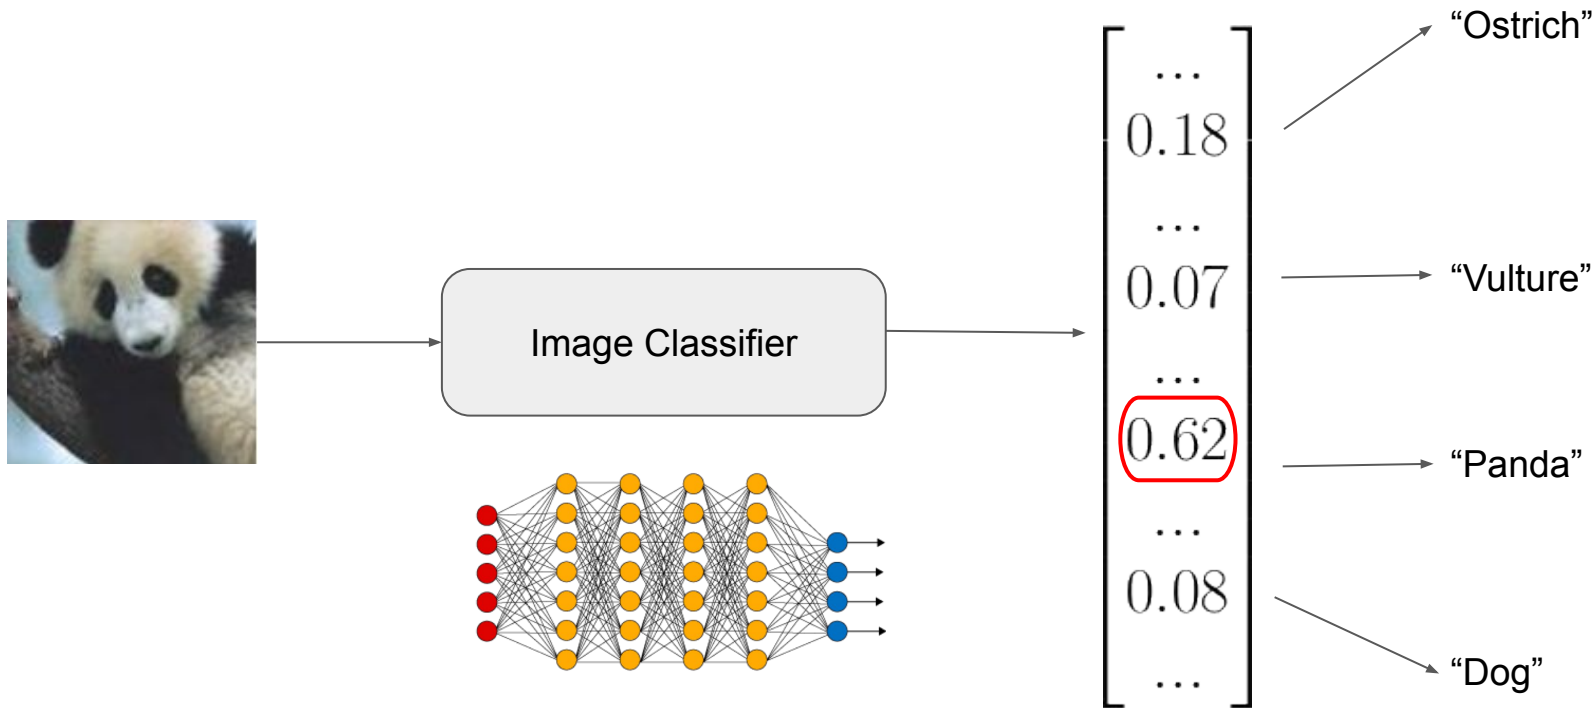 “Ostrich”
...
0.18
...
0.07
“Vulture”
Image Classifier
...
0.62
“Panda”
...
0.08
“Dog”
...